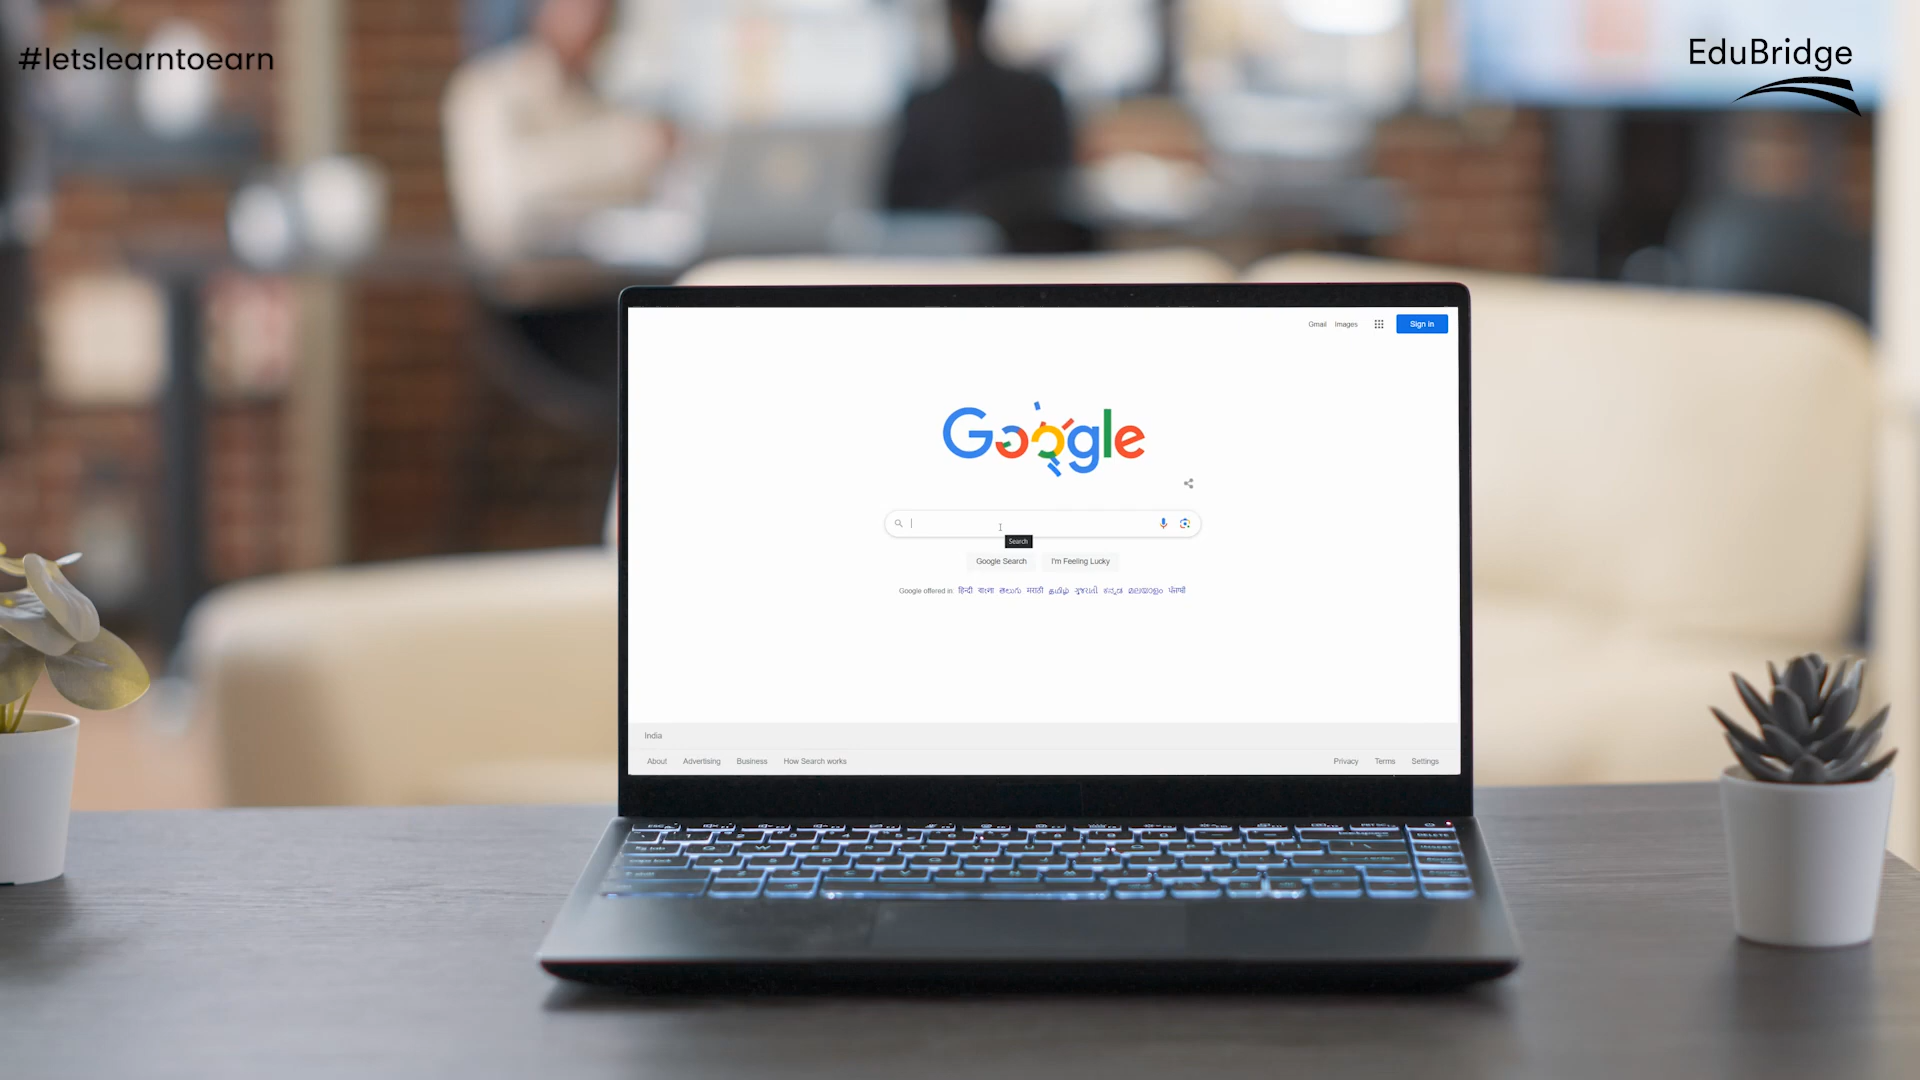 #letslearntoearn
EduBridge
Gmail Images Sign in
Google
Search
Google Search I'm Feeling Lucky
Google offered in: हिन्दी বাংলা తెలుగు मराठी தமிழ் ગુજરાતી ಕನ್ನಡ മലയാളം ਪੰਜਾਬੀ
India
About Advertising Business How Search works Privacy Terms Settings